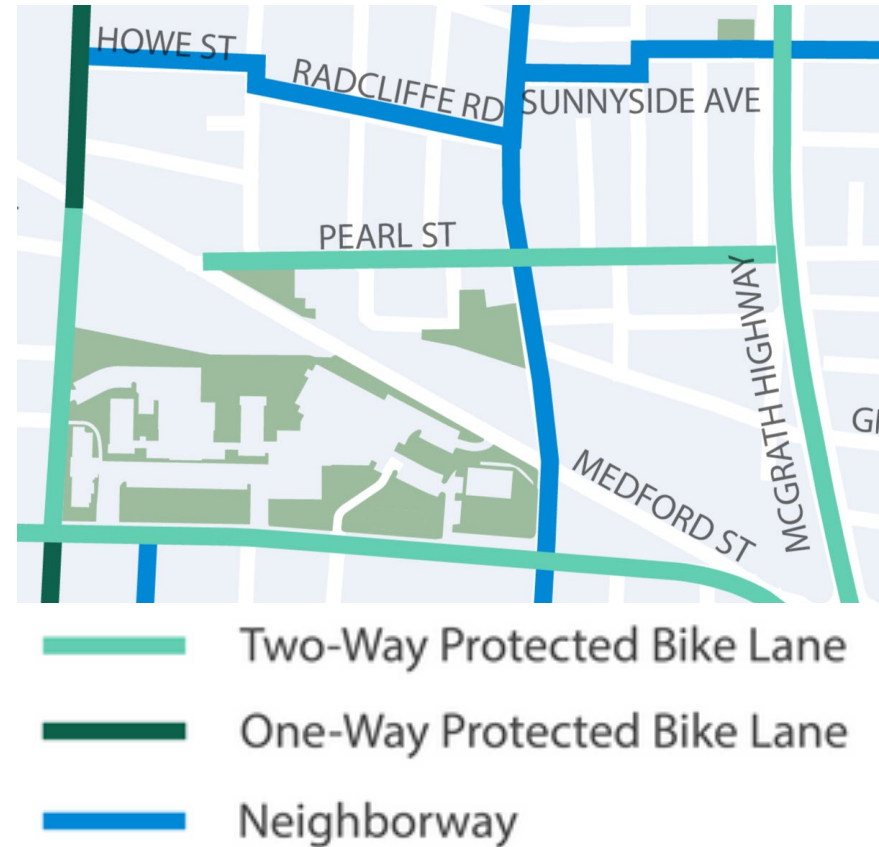 HOWE ST
RADCLIFFE RD
SUNNYSIDE AVE
PEARL ST
MCGRATH HIGHWAY
MEDFORD ST
Two-Way Protected Bike Lane
One-Way Protected Bike Lane
Neighborway